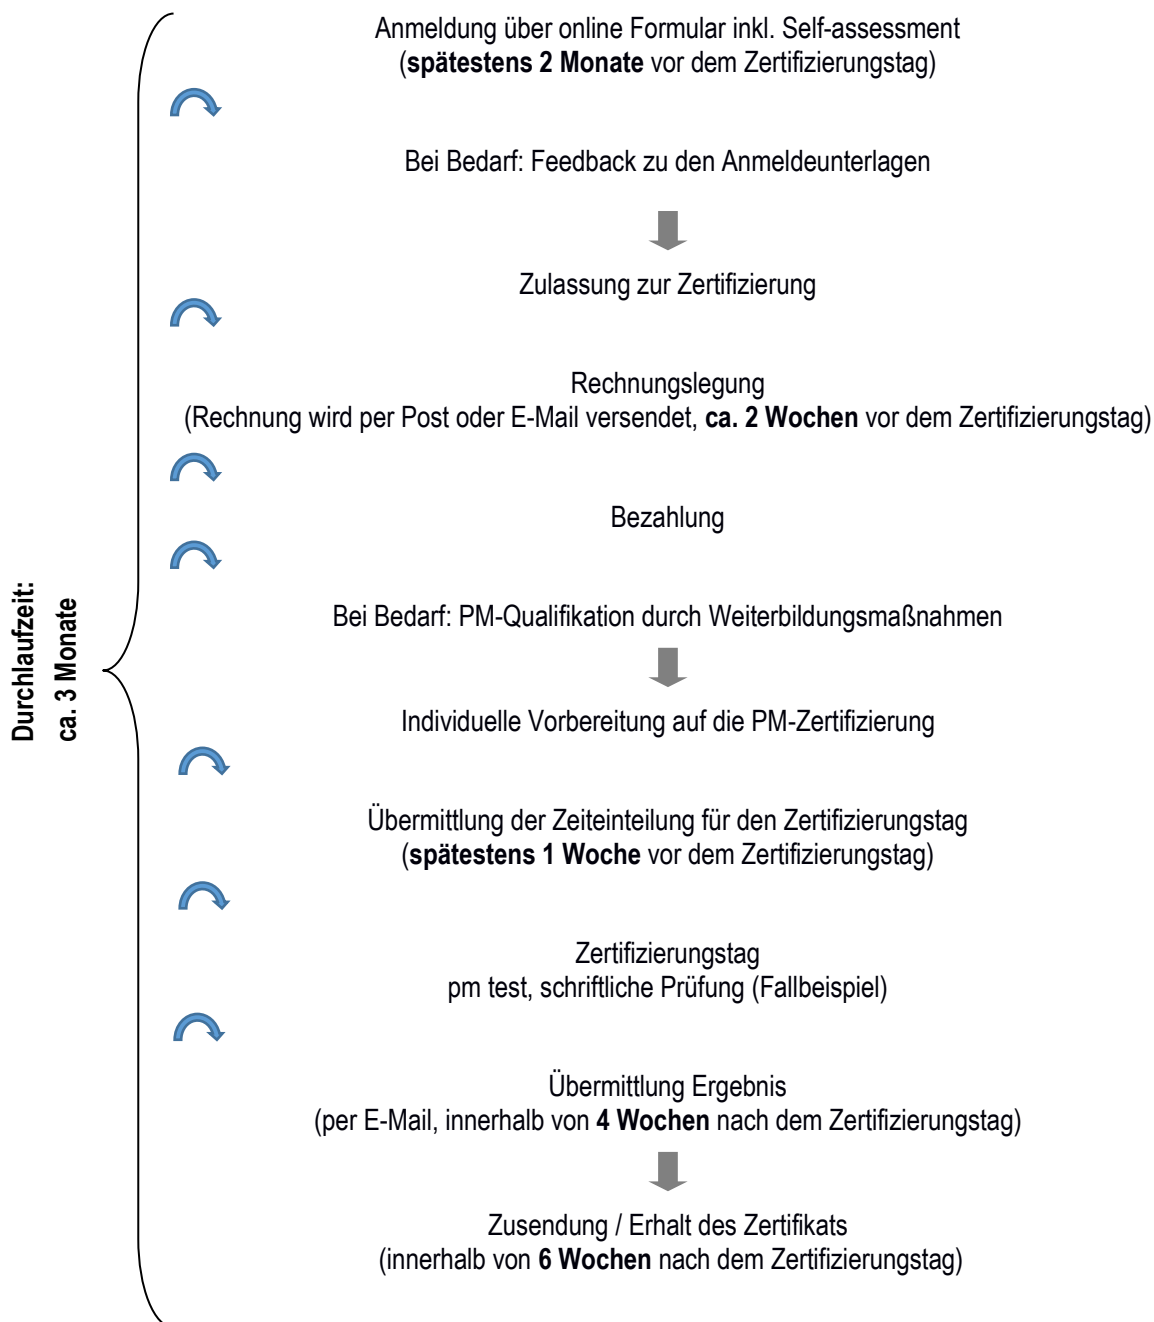 Anmeldung über online Formular inkl. Self-assessment
(spätestens 2 Monate vor dem Zertifizierungstag)
Bei Bedarf: Feedback zu den Anmeldeunterlagen
Zulassung zur Zertifizierung
Rechnungslegung
(Rechnung wird per Post oder E-Mail versendet, ca. 2 Wochen vor dem Zertifizierungstag)
Bezahlung
Durchlaufzeit:
ca. 3 Monate
Bei Bedarf: PM-Qualifikation durch Weiterbildungsmaßnahmen
Individuelle Vorbereitung auf die PM-Zertifizierung
Übermittlung der Zeiteinteilung für den Zertifizierungstag
(spätestens 1 Woche vor dem Zertifizierungstag)
Zertifizierungstag
pm test, schriftliche Prüfung (Fallbeispiel)
Übermittlung Ergebnis
(per E-Mail, innerhalb von 4 Wochen nach dem Zertifizierungstag)
Zusendung / Erhalt des Zertifikats
(innerhalb von 6 Wochen nach dem Zertifizierungstag)